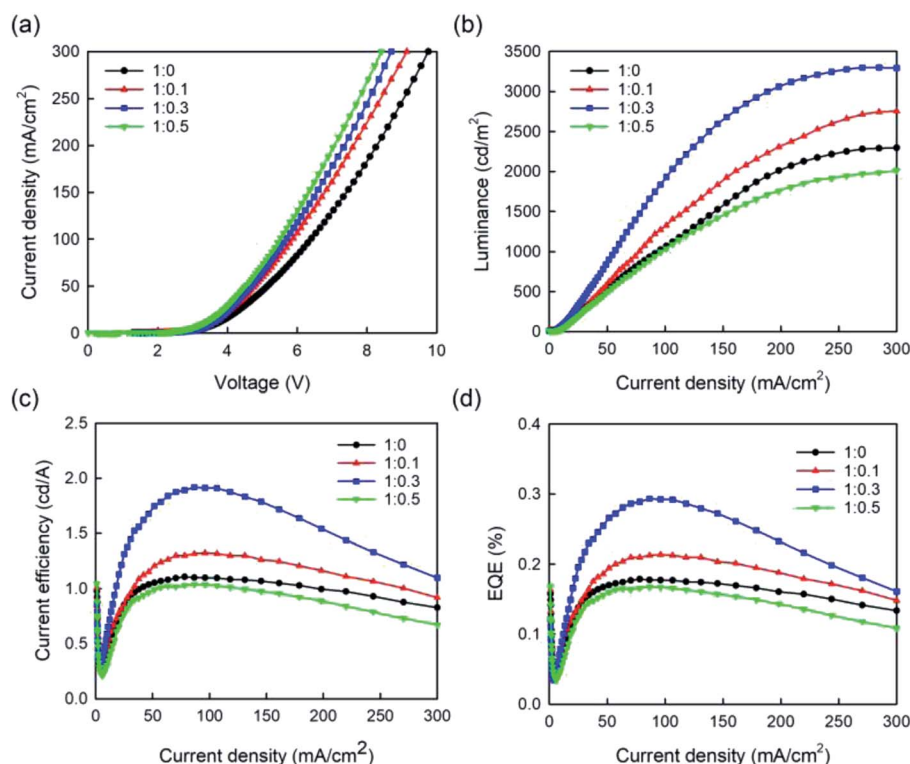 (a)
300
250
200
150
100
50
0
Current density (mA/cm²)
1:0
1:0.1
1:0.3
1:0.5
0 2 4 6 8 10
Voltage (V)
(b)
3500
3000
2500
2000
1500
1000
500
0
Luminance (cd/m²)
1:0
1:0.1
1:0.3
1:0.5
0 50 100 150 200 250 300
Current density (mA/cm²)
(c)
2.5
2.0
1.5
1.0
0.5
0.0
Current efficiency (cd/A)
1:0
1:0.1
1:0.3
1:0.5
0 50 100 150 200 250 300
Current density (mA/cm²)
(d)
0.4
0.3
0.2
0.1
0.0
EQE (%)
1:0
1:0.1
1:0.3
1:0.5
0 50 100 150 200 250 300
Current density (mA/cm²)